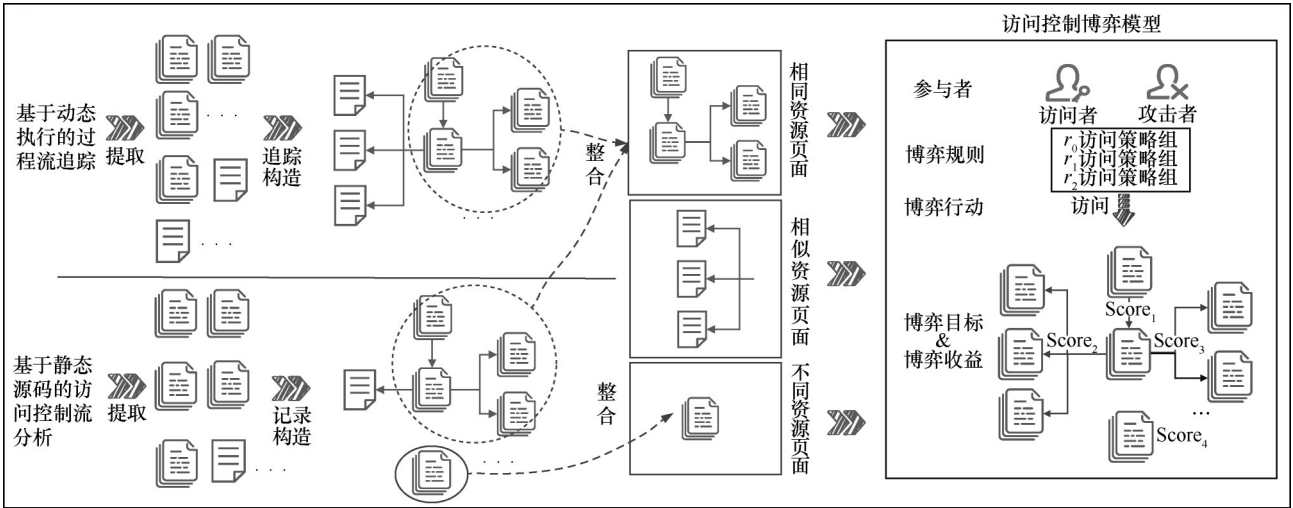 基于动态
执行的过
程流追踪
提取
. . .
追踪
构造
. . .
. . . .
整
合
相同资源页面
相似资源页面
基于静态
源码的访
问控制流
分析
提取
. . .
记录
构造
. . .
整
合
不同资源页面
访问控制博弈模型
参与者
访问者
攻击者
博弈规则
r₀访问策略组
r₁访问策略组
r₂访问策略组
博弈行动
访问
博弈目标
&
博弈收益
Score₁
Score₂
Score₃
...
Score₄